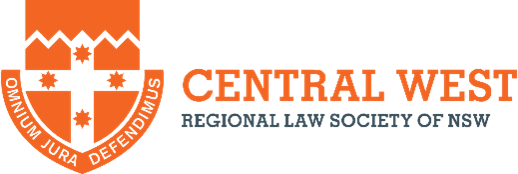 CENTRAL WEST
REGIONAL LAW SOCIETY OF NSW
OMNIUM JURA DEFENDIMUS